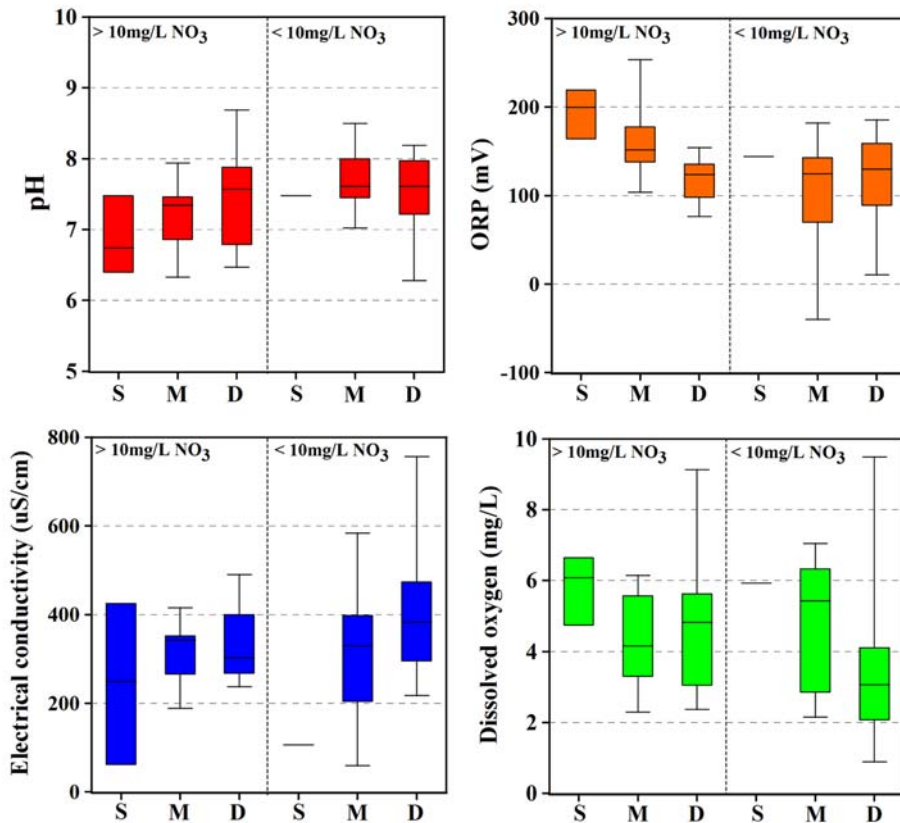 pH
10
9
8
7
6
5
> 10mg/L NO3
< 10mg/L NO3
S M D S M D
ORP (mV)
300
200
100
0
-100
> 10mg/L NO3
< 10mg/L NO3
S M D S M D
Electrical conductivity (uS/cm)
800
600
400
200
0
> 10mg/L NO3
< 10mg/L NO3
S M D S M D
Dissolved oxygen (mg/L)
10
8
6
4
2
0
> 10mg/L NO3
< 10mg/L NO3
S M D S M D